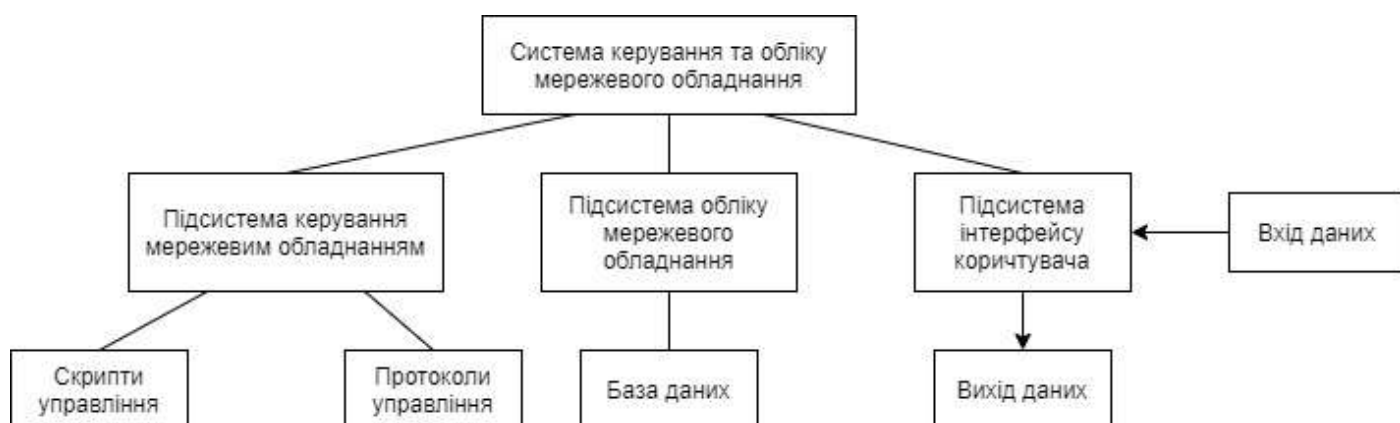 Система керування та обліку
мережевого обладнання
Підсистема керування
мережевим обладнанням
Підсистема обліку
мережевого
обладнання
Підсистема
інтерфейсу
коричтувача
Вхід даних
Скрипти
управління
Протоколи
управління
База даних
Вихід даних